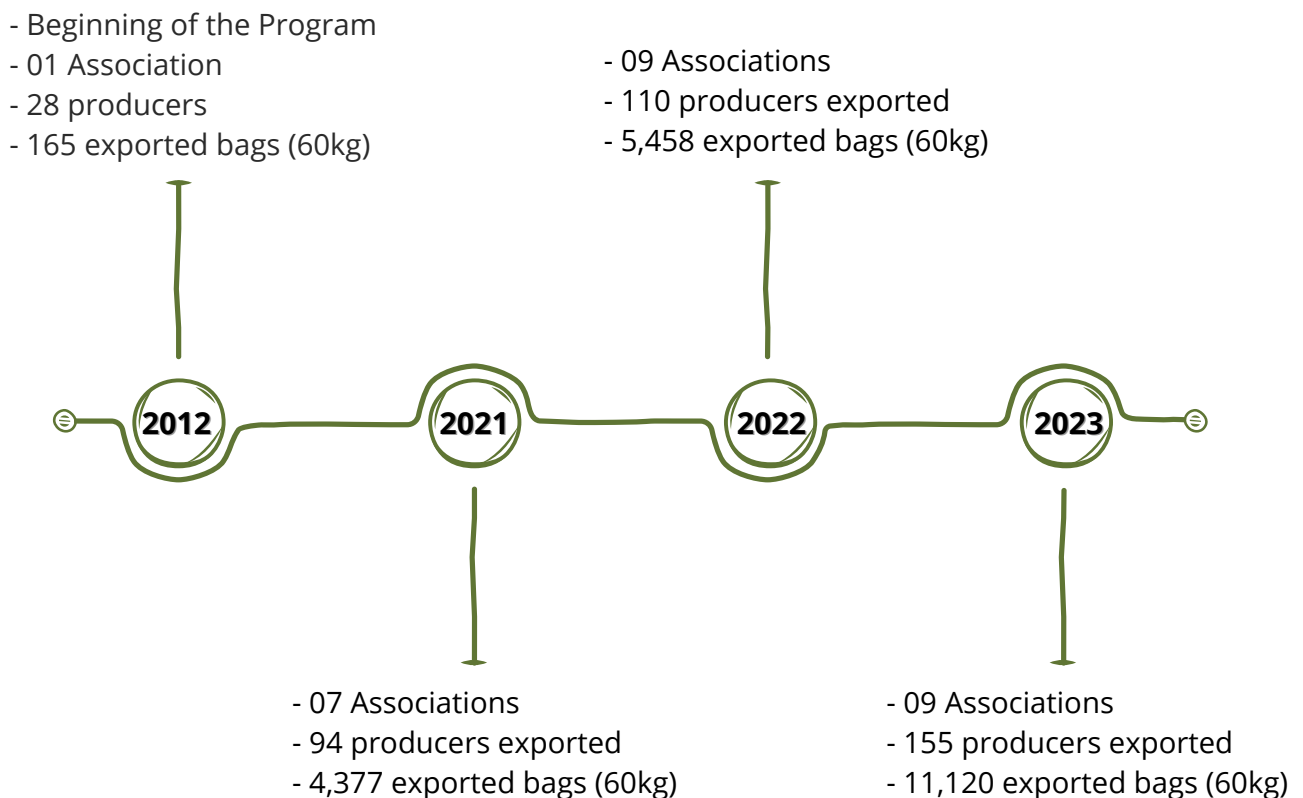 - Beginning of the Program
- 01 Association
- 28 producers
- 165 exported bags (60kg)
- 09 Associations
- 110 producers exported
- 5,458 exported bags (60kg)
2012
2021
2022
2023
- 07 Associations
- 94 producers exported
- 4,377 exported bags (60kg)
- 09 Associations
- 155 producers exported
- 11,120 exported bags (60kg)